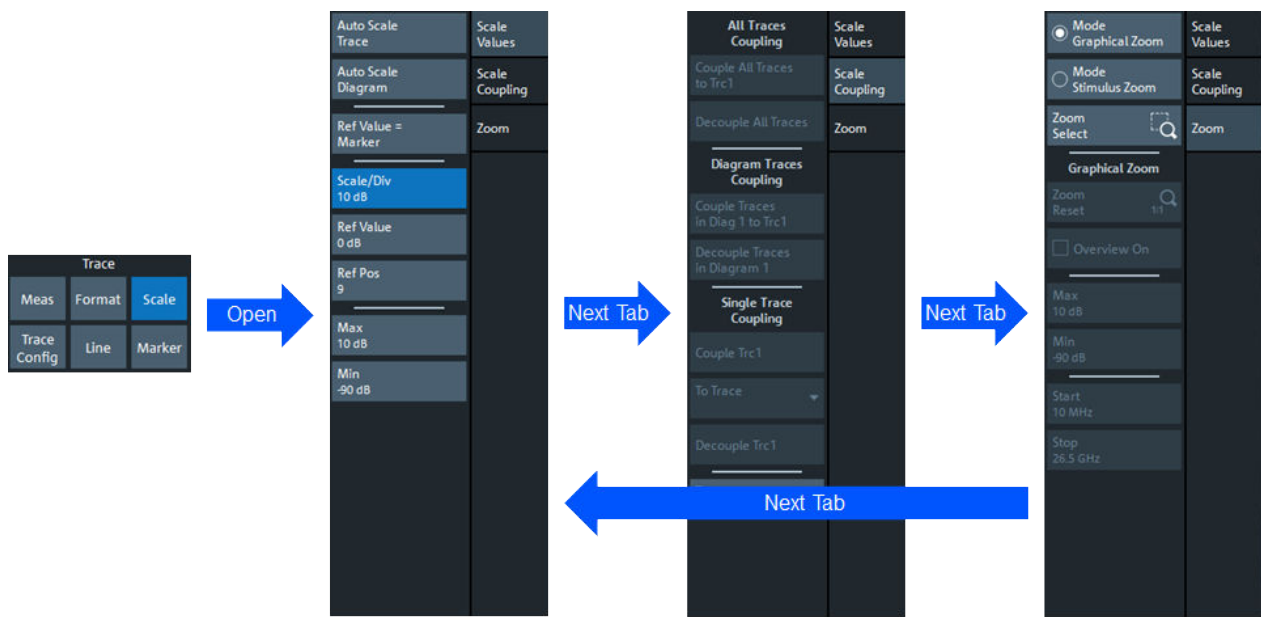 Trace
Meas
Format
Scale
Trace
Config
Line
Marker
Open
Auto Scale
Trace
Auto Scale
Diagram
Ref Value =
Marker
Scale/Div
10 dB
Ref Value
0 dB
Ref Pos
9
Max
10 dB
Min
-90 dB
Scale
Values
Scale
Coupling
Zoom
Next Tab
All Traces
Coupling
Couple All Traces
to Trc1
Decouple All Traces
Diagram Traces
Coupling
Couple Traces
in Diag 1 to Trc1
Decouple Traces
in Diagram 1
Single Trace
Coupling
Couple Trc1
To Trace
Decouple Trc1
Scale
Values
Scale
Coupling
Zoom
Next Tab
Mode
Graphical Zoom
Mode
Stimulus Zoom
Zoom
Select
Graphical Zoom
Zoom
Reset
1:1
Overview On
Max
10 dB
Min
-90 dB
Start
10 MHz
Stop
26.5 GHz
Scale
Values
Scale
Coupling
Zoom
Next Tab